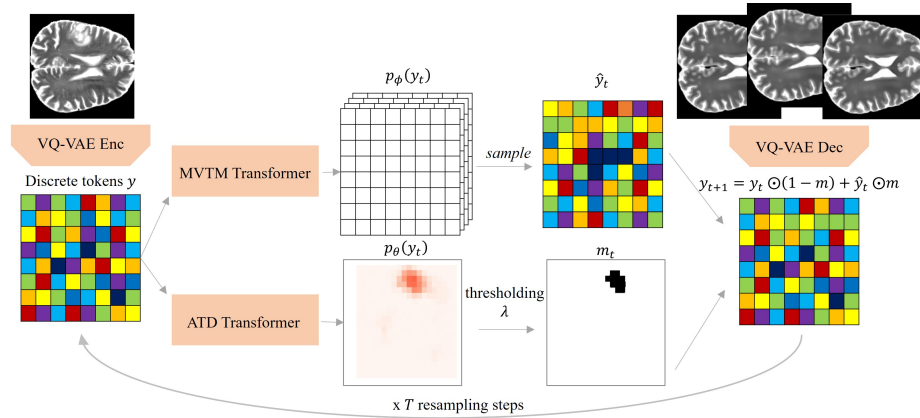 VQ-VAE Enc
Discrete tokens y
MVTM Transformer
ATD Transformer
p_ϕ(y_t)
sample
ŷ_t
p_θ(y_t)
thresholding
λ
m_t
VQ-VAE Dec
y_{t+1} = y_t ⊙(1 − m) + ŷ_t ⊙m
x T resampling steps